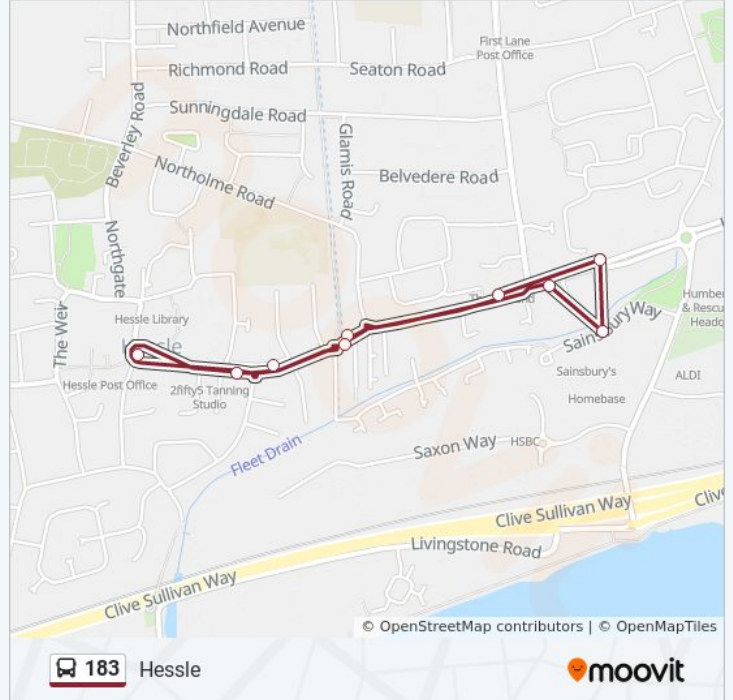 Northfield Avenue
First Lane
Post Office
Richmond Road
Seaton Road
Beverley Road
Sunningdale Road
Glamis Road
Northolme Road
Belvedere Road
Northgate
The Weir
Hessle Library
Hessle
Hessle Post Office
2fifty5 Tanning
Studio
Sainsbury Way
Humber
& Rescu
Headq
Sainsbury's
ALDI
Homebase
Fleet Drain
Saxon Way
HSBC
Clive Sullivan Way
Clive
Livingstone Road
Clive Sullivan Way
© OpenStreetMap contributors | © OpenMapTiles
183 Hessle
moovit